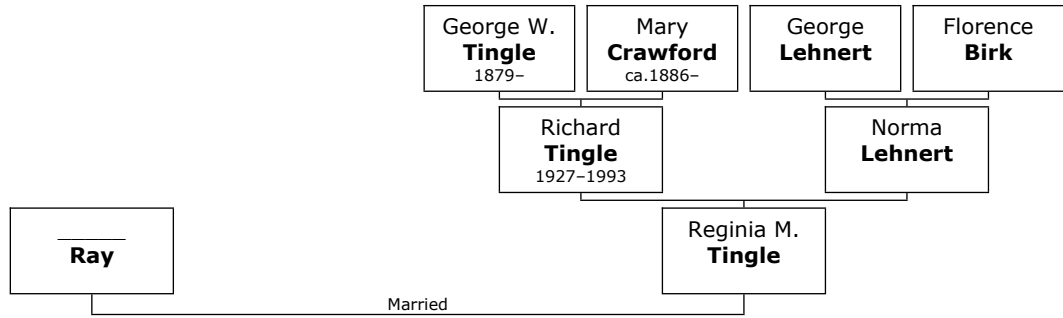 George W.
Tingle
1879–
Mary
Crawford
ca.1886–
George
Lehnert
Florence
Birk
Richard
Tingle
1927–1993
Norma
Lehnert
______
Ray
Reginia M.
Tingle
Married